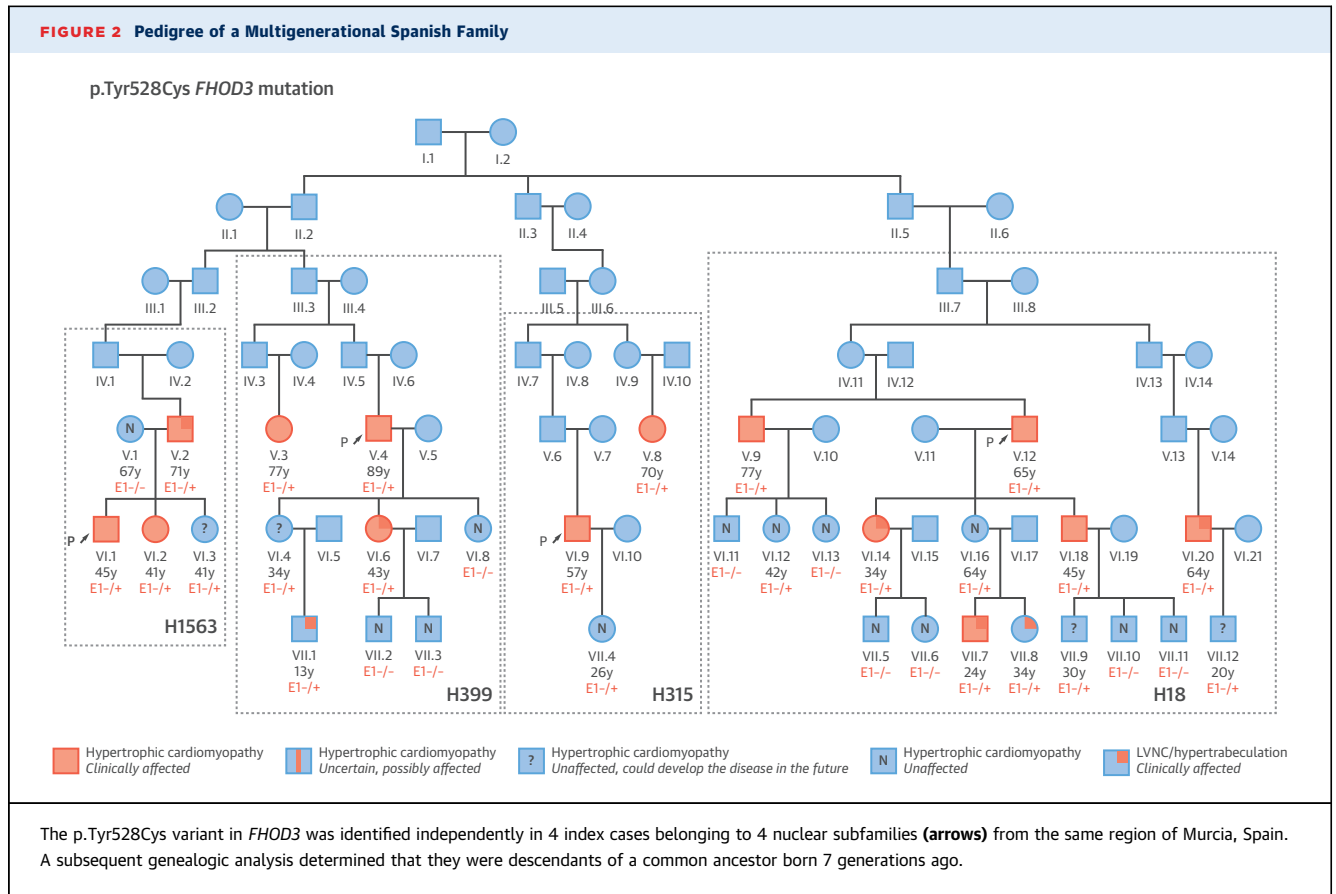 FIGURE 2 Pedigree of a Multigenerational Spanish Family
p.Tyr528Cys FHOD3 mutation
I.1 I.2
II.1 II.2 II.3 II.4 II.5 II.6
III.1 III.2 III.3 III.4 III.5 III.6 III.7 III.8
IV.1 IV.2 IV.3 IV.4 IV.5 IV.6 IV.7 IV.8 IV.9 IV.10 IV.11 IV.12 IV.13 IV.14
N P P
V.1 V.2 V.3 V.4 V.5 V.6 V.7 V.8 V.9 V.10 V.11 V.12 V.13 V.14
67y 71y 77y 89y 70y 77y 65y
E1-/- E1-/+ E1-/+ E1-/+ E1-/+ E1-/+ E1-/+
P ? ? N P N N N N
VI.1 VI.2 VI.3 VI.4 VI.5 VI.6 VI.7 VI.8 VI.9 VI.10 VI.11 VI.12 VI.13 VI.14 VI.15 VI.16 VI.17 VI.18 VI.19 VI.20 VI.21
45y 41y 41y 34y 43y E1-/- 57y E1-/- 42y E1-/- 34y 64y 45y 64y
E1-/+ E1-/+ E1-/+ E1-/+ E1-/+ E1-/+ E1-/+ E1-/+ E1-/+ E1-/+ E1-/+
H1563 N N N N N ? N N ?
VII.1 VII.2 VII.3 VII.4 VII.5 VII.6 VII.7 VII.8 VII.9 VII.10 VII.11 VII.12
13y E1-/- E1-/- 26y E1-/- E1-/- 24y 34y 30y E1-/- E1-/- 20y
E1-/+ E1-/+ E1-/+ E1-/+ E1-/+ E1-/+
H399 H315 H18
Hypertrophic cardiomyopathy
Clinically affected
Hypertrophic cardiomyopathy
Uncertain, possibly affected
?
Hypertrophic cardiomyopathy
Unaffected, could develop the disease in the future
N
Hypertrophic cardiomyopathy
Unaffected
LVNC/hypertrabeculation
Clinically affected
The p.Tyr528Cys variant in FHOD3 was identified independently in 4 index cases belonging to 4 nuclear subfamilies (arrows) from the same region of Murcia, Spain.
A subsequent genealogic analysis determined that they were descendants of a common ancestor born 7 generations ago.